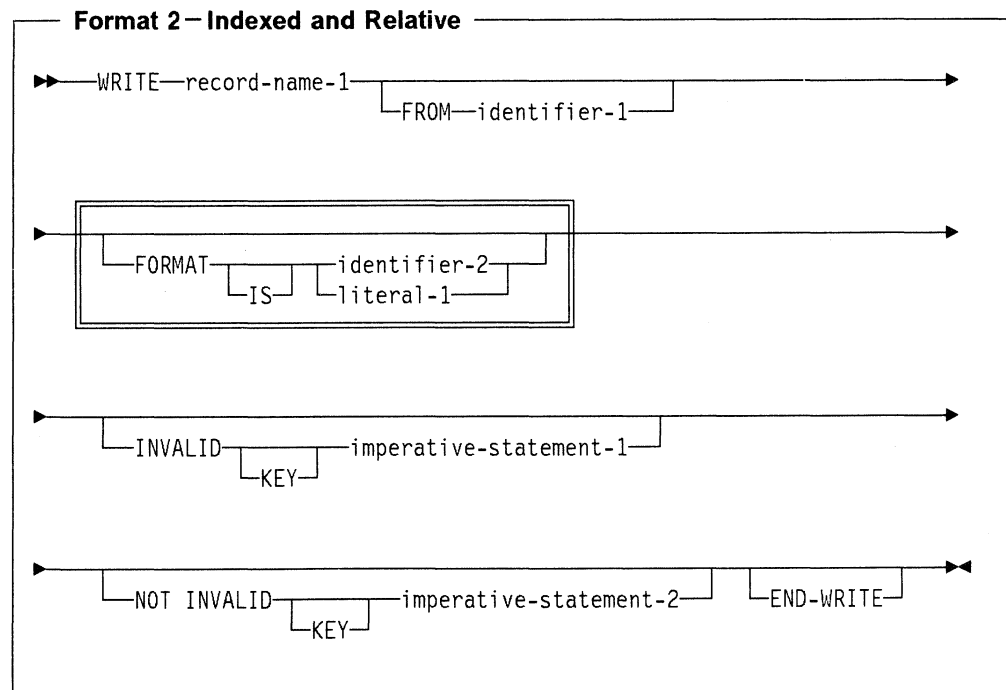 Format 2—Indexed and Relative
WRITE record-name-1
FROM identifier-1
FORMAT identifier-2
IS literal-1
INVALID imperative-statement-1
KEY
NOT INVALID imperative-statement-2 END-WRITE
KEY